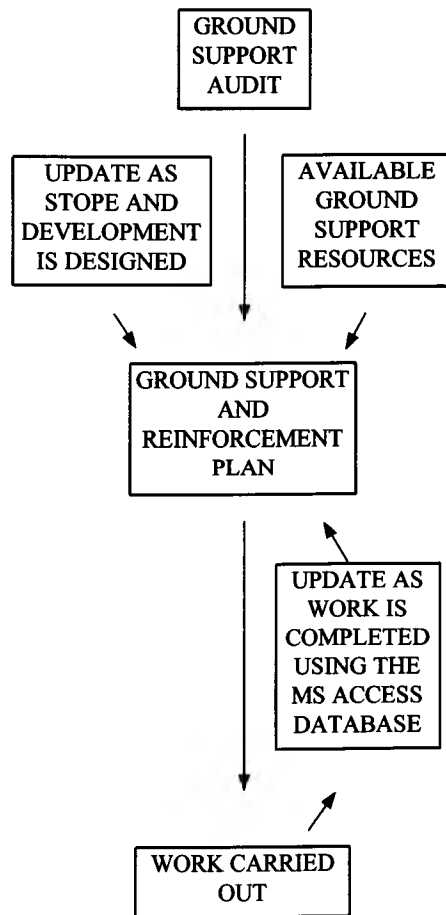 GROUND
SUPPORT
AUDIT
UPDATE AS
STOPE AND
DEVELOPMENT
IS DESIGNED
AVAILABLE
GROUND
SUPPORT
RESOURCES
GROUND SUPPORT
AND
REINFORCEMENT
PLAN
UPDATE AS
WORK IS
COMPLETED
USING THE
MS ACCESS
DATABASE
WORK CARRIED
OUT